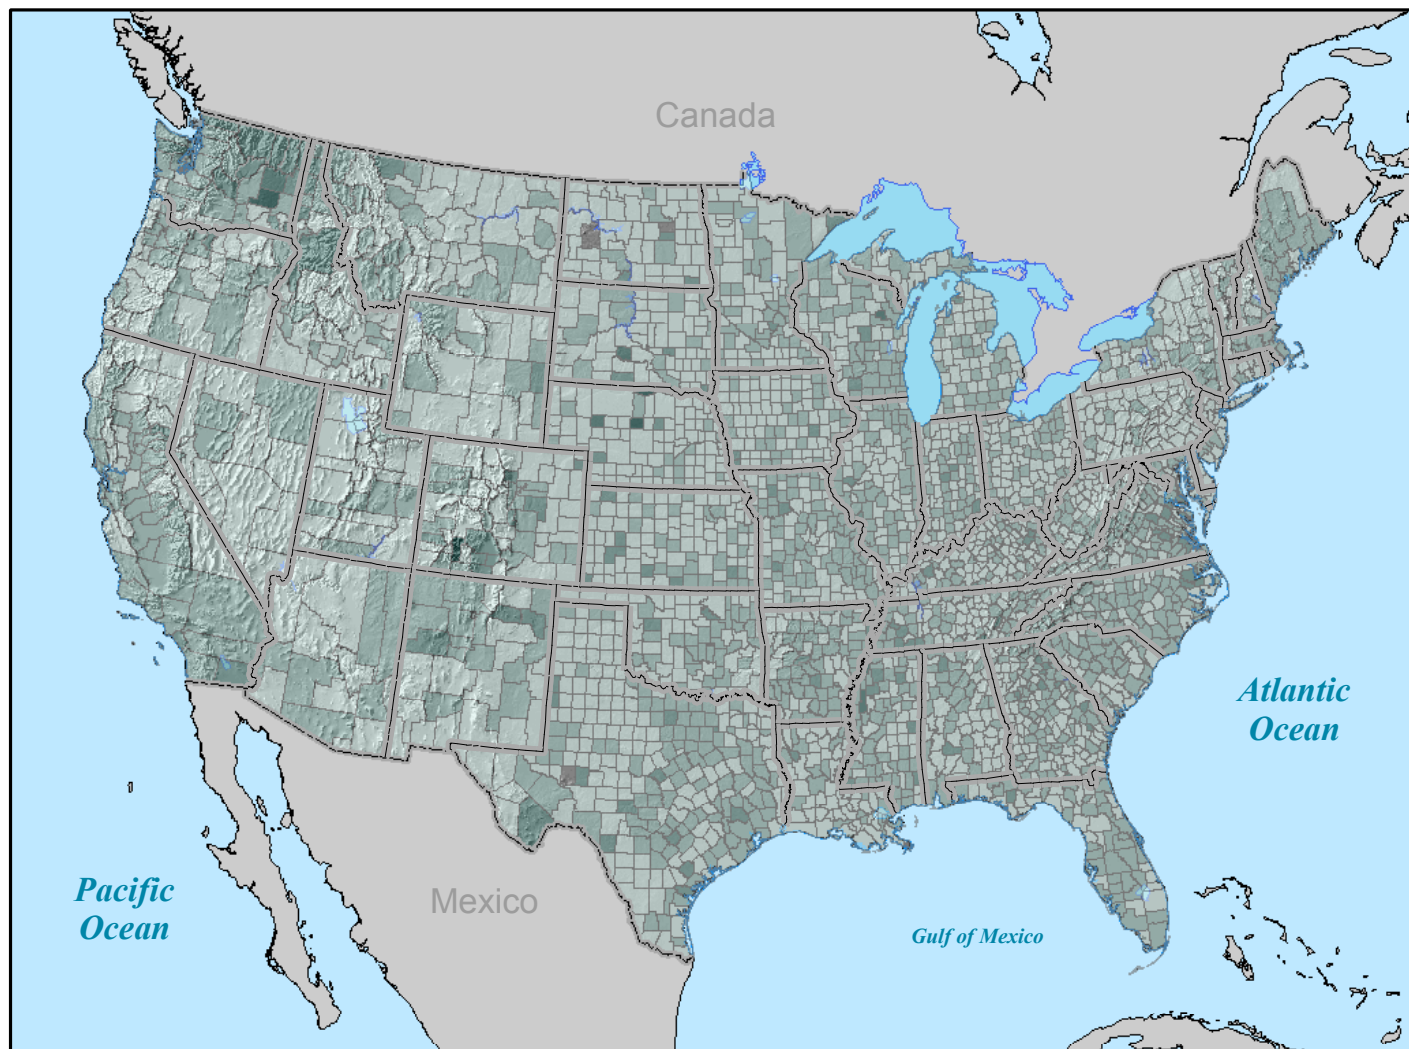 Canada
Atlantic
Ocean
Pacific
Ocean
Mexico
Gulf of Mexico